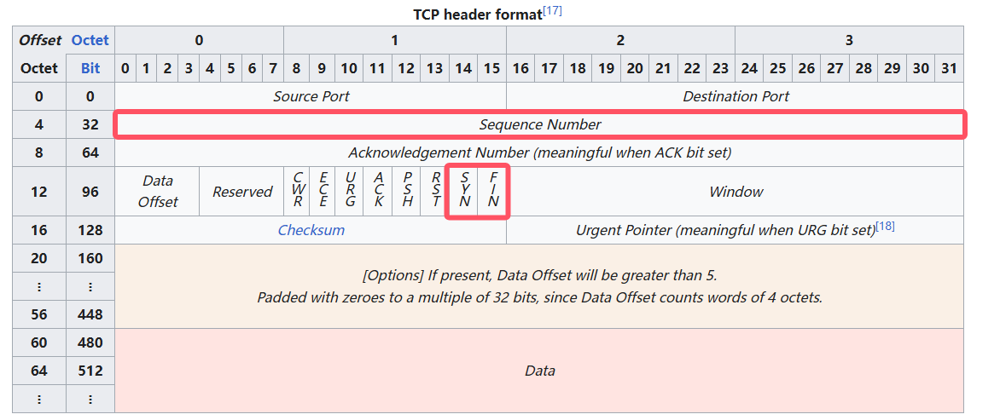 TCP header format[17]
Offset Octet 0 1 2 3
Octet Bit 0 1 2 3 4 5 6 7 8 9 10 11 12 13 14 15 16 17 18 19 20 21 22 23 24 25 26 27 28 29 30 31
0 0 Source Port Destination Port
4 32 Sequence Number
8 64 Acknowledgement Number (meaningful when ACK bit set)
12 96 Data Offset Reserved CWR ECE URG ACK PSH RST SYN FIN Window
16 128 Checksum Urgent Pointer (meaningful when URG bit set)[18]
20 160
⋮ ⋮
56 448
[Options] If present, Data Offset will be greater than 5.
Padded with zeroes to a multiple of 32 bits, since Data Offset counts words of 4 octets.
60 480
64 512 Data
⋮ ⋮